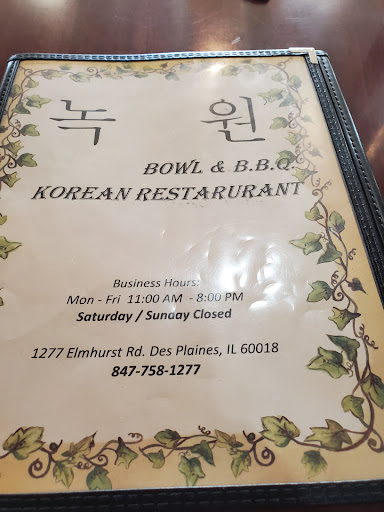 녹 원
BOWL & B.B.Q.
KOREAN RESTARURANT
Business Hours:
Mon - Fri 11:00 AM - 8:00 PM
Saturday / Sunday Closed
1277 Elmhurst Rd. Des Plaines, IL 60018
847-758-1277